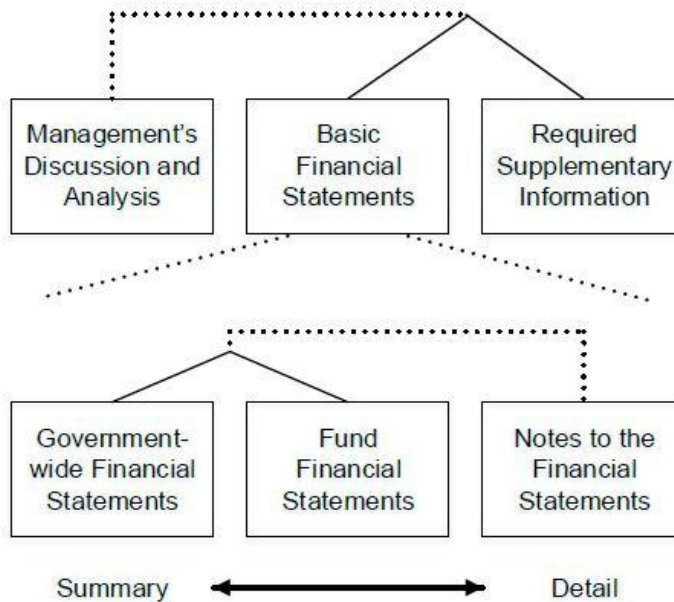 Management's
Discussion and
Analysis
Basic
Financial
Statements
Required
Supplementary
Information
Government-
wide Financial
Statements
Fund
Financial
Statements
Notes to the
Financial
Statements
Summary
Detail